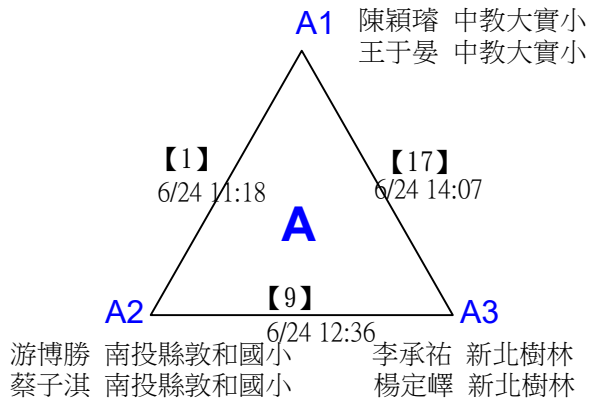 A1 陳穎璿 中教大實小
王于晏 中教大實小
【1】
6/24 11:18
【17】
6/24 14:07
A
【9】
6/24 12:36
A2
A3
游博勝 南投縣敦和國小
蔡子淇 南投縣敦和國小
李承祐 新北樹林
楊定嶧 新北樹林